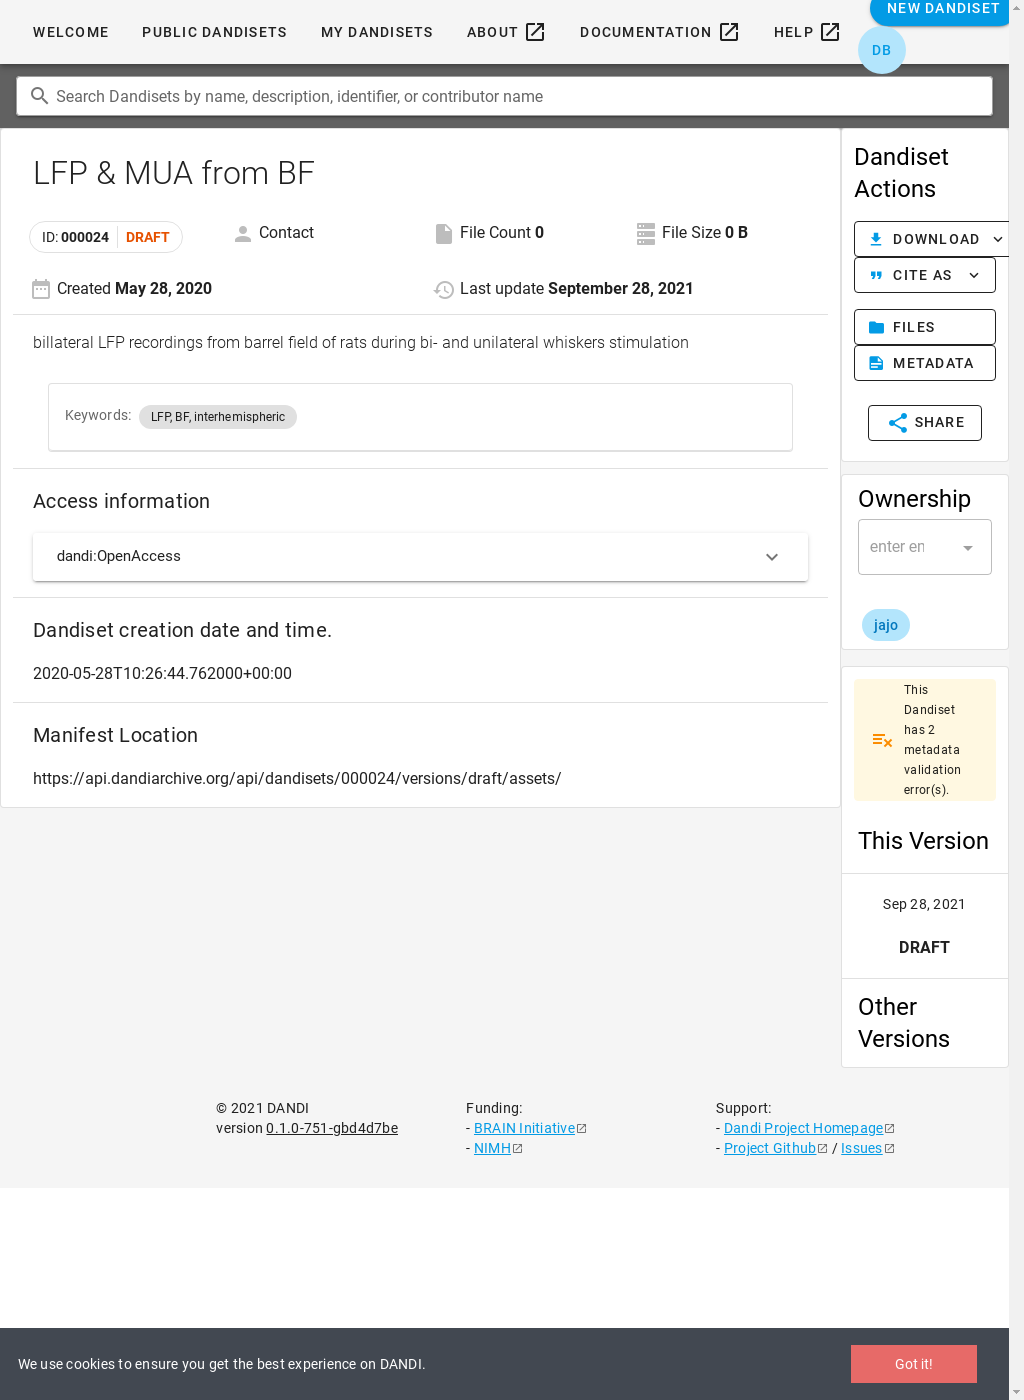 WELCOME
PUBLIC DANDISETS
MY DANDISETS
ABOUT
DOCUMENTATION
HELP
NEW DANDISET
DB
Search Dandisets by name, description, identifier, or contributor name
LFP & MUA from BF
ID: 000024 DRAFT
Contact
File Count 0
File Size 0 B
Created May 28, 2020
Last update September 28, 2021
billateral LFP recordings from barrel field of rats during bi- and unilateral whiskers stimulation
Keywords: LFP, BF, interhemispheric
Access information
dandi:OpenAccess
Dandiset creation date and time.
2020-05-28T10:26:44.762000+00:00
Manifest Location
https://api.dandiarchive.org/api/dandisets/000024/versions/draft/assets/
Dandiset
Actions
DOWNLOAD
CITE AS
FILES
METADATA
SHARE
Ownership
enter en
jajo
This
Dandiset
has 2
metadata
validation
error(s).
This Version
Sep 28, 2021
DRAFT
Other
Versions
© 2021 DANDI
version 0.1.0-751-gbd4d7be
Funding:
- BRAIN Initiative
- NIMH
Support:
- Dandi Project Homepage
- Project Github / Issues
We use cookies to ensure you get the best experience on DANDI.
Got it!